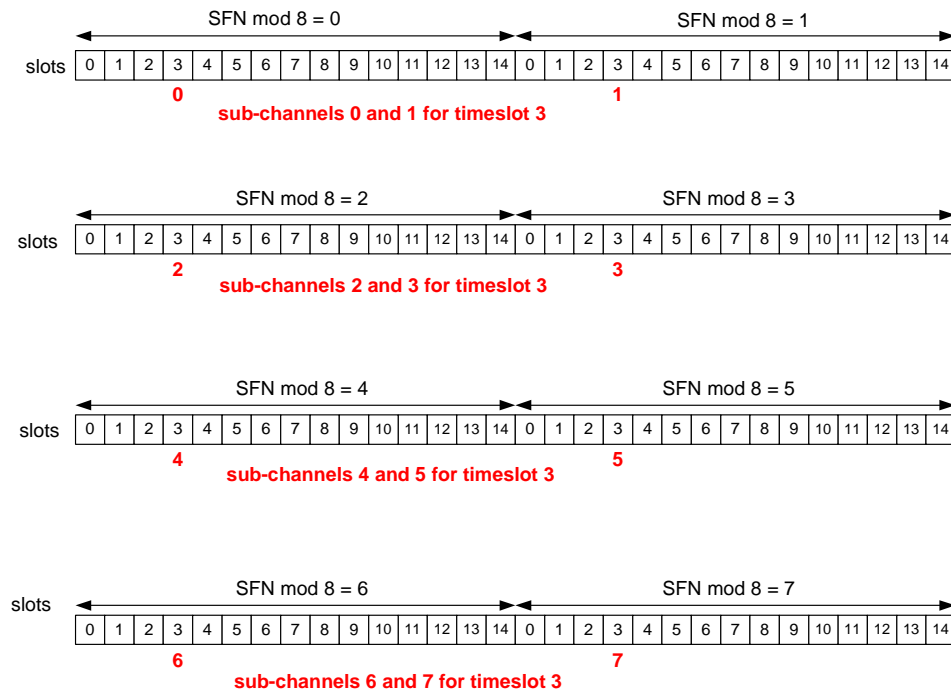 SFN mod 8 = 0 SFN mod 8 = 1
slots 0 1 2 3 4 5 6 7 8 9 10 11 12 13 14 0 1 2 3 4 5 6 7 8 9 10 11 12 13 14
0 1
sub-channels 0 and 1 for timeslot 3
SFN mod 8 = 2 SFN mod 8 = 3
slots 0 1 2 3 4 5 6 7 8 9 10 11 12 13 14 0 1 2 3 4 5 6 7 8 9 10 11 12 13 14
2 3
sub-channels 2 and 3 for timeslot 3
SFN mod 8 = 4 SFN mod 8 = 5
slots 0 1 2 3 4 5 6 7 8 9 10 11 12 13 14 0 1 2 3 4 5 6 7 8 9 10 11 12 13 14
4 5
sub-channels 4 and 5 for timeslot 3
SFN mod 8 = 6 SFN mod 8 = 7
slots 0 1 2 3 4 5 6 7 8 9 10 11 12 13 14 0 1 2 3 4 5 6 7 8 9 10 11 12 13 14
6 7
sub-channels 6 and 7 for timeslot 3